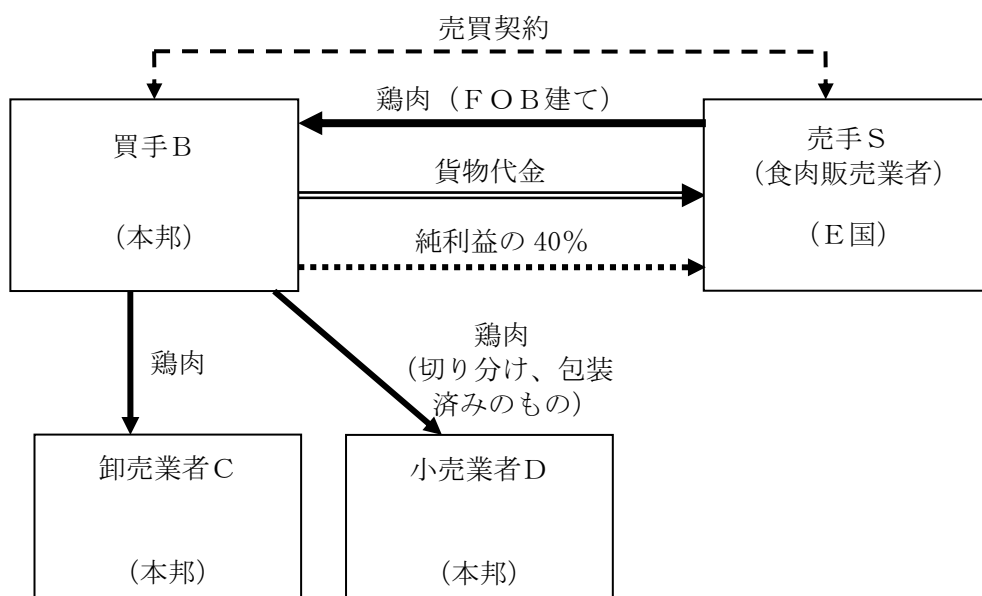 売買契約
鶏肉(FOB建て)
買手B
(本邦)
売手S
(食肉販売業者)
(E国)
貨物代金
純利益の 40%
鶏肉
鶏肉
(切り分け、包装
済みのもの)
卸売業者C
(本邦)
小売業者D
(本邦)